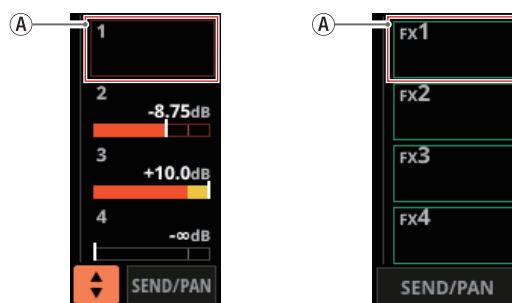 A
1
2
-8.75dB
3
+10.0dB
4
-∞dB
SEND/PAN
A
FX1
FX2
FX3
FX4
SEND/PAN